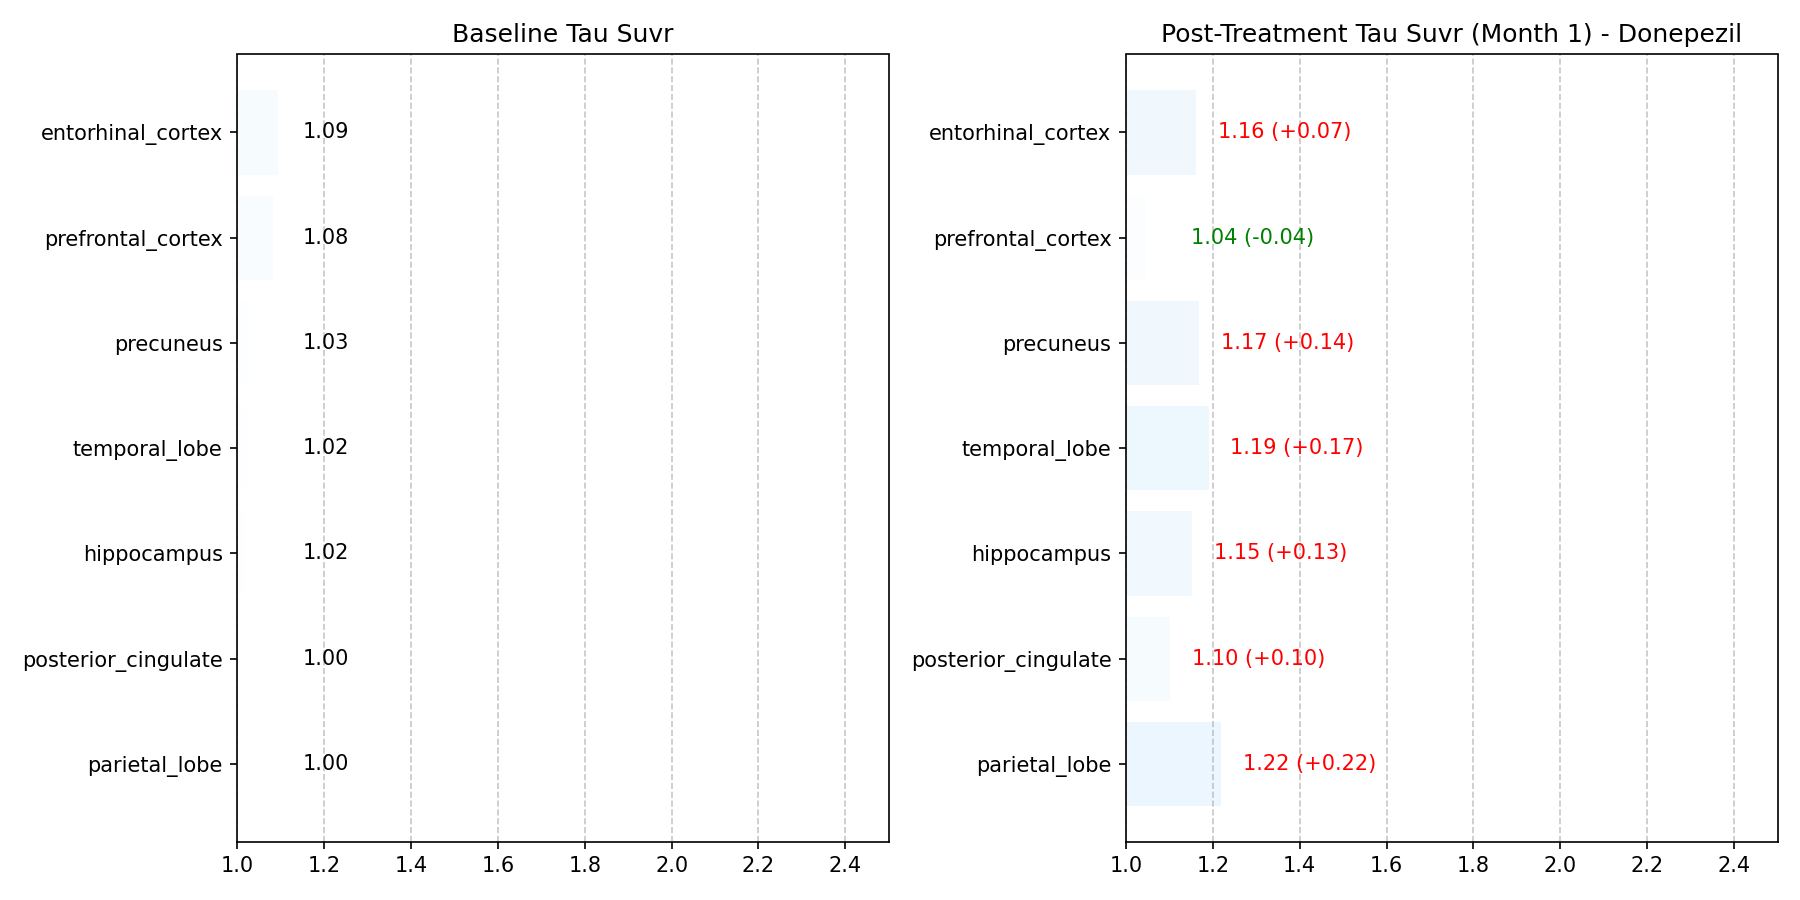 Baseline Tau Suvr
entorhinal_cortex 1.09
prefrontal_cortex 1.08
precuneus 1.03
temporal_lobe 1.02
hippocampus 1.02
posterior_cingulate 1.00
parietal_lobe 1.00
1.0 1.2 1.4 1.6 1.8 2.0 2.2 2.4
Post-Treatment Tau Suvr (Month 1) - Donepezil
entorhinal_cortex 1.16 (+0.07)
prefrontal_cortex 1.04 (-0.04)
precuneus 1.17 (+0.14)
temporal_lobe 1.19 (+0.17)
hippocampus 1.15 (+0.13)
posterior_cingulate 1.10 (+0.10)
parietal_lobe 1.22 (+0.22)
1.0 1.2 1.4 1.6 1.8 2.0 2.2 2.4